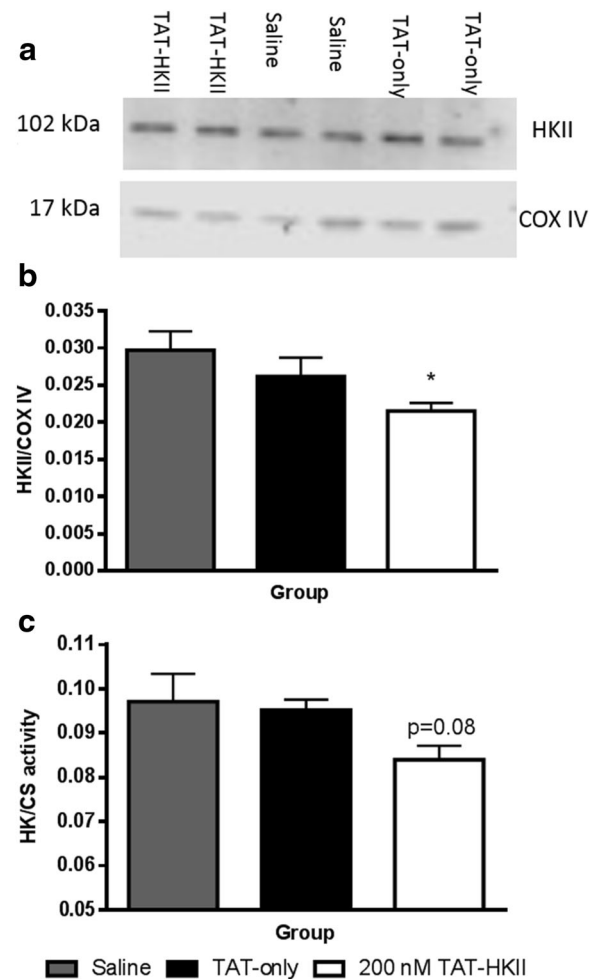 a
TAT-HKII
TAT-HKII
Saline
Saline
TAT-only
TAT-only
102 kDa
HKII
17 kDa
COX IV
b
0.035
0.030
0.025
0.020
0.015
0.010
0.005
0.000
HKII/COX IV
*
Group
c
0.11
0.10
0.09
0.08
0.07
0.06
0.05
HK/CS activity
p=0.08
Group
Saline TAT-only 200 nM TAT-HKII